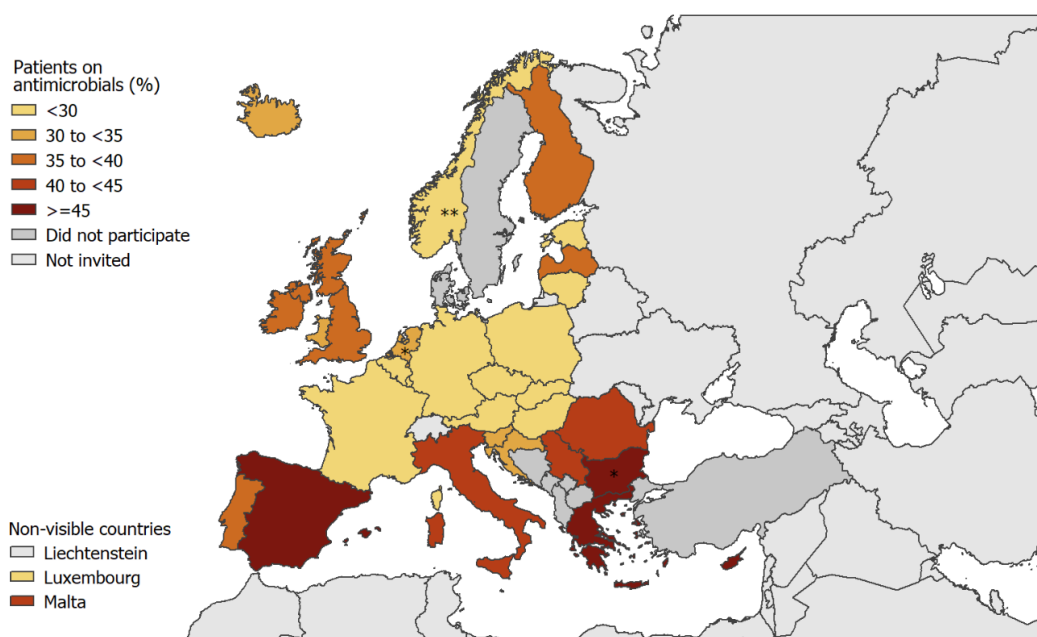 Patients on
antimicrobials (%)
<30
30 to <35
35 to <40
40 to <45
>=45
Did not participate
Not invited
**
*
*
Non-visible countries
Liechtenstein
Luxembourg
Malta